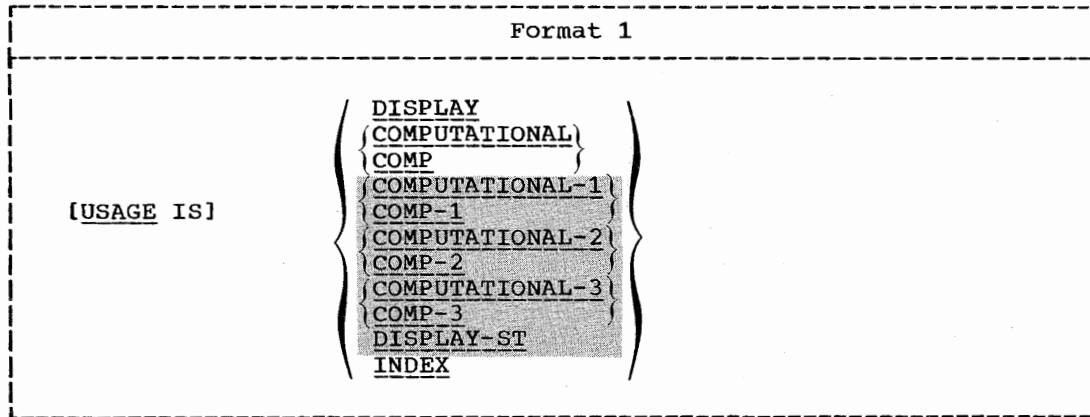 Format 1
DISPLAY
COMPUTATIONAL
COMP
COMPUTATIONAL-1
[USAGE IS]
COMP-1
COMPUTATIONAL-2
COMP-2
COMPUTATIONAL-3
COMP-3
DISPLAY-ST
INDEX